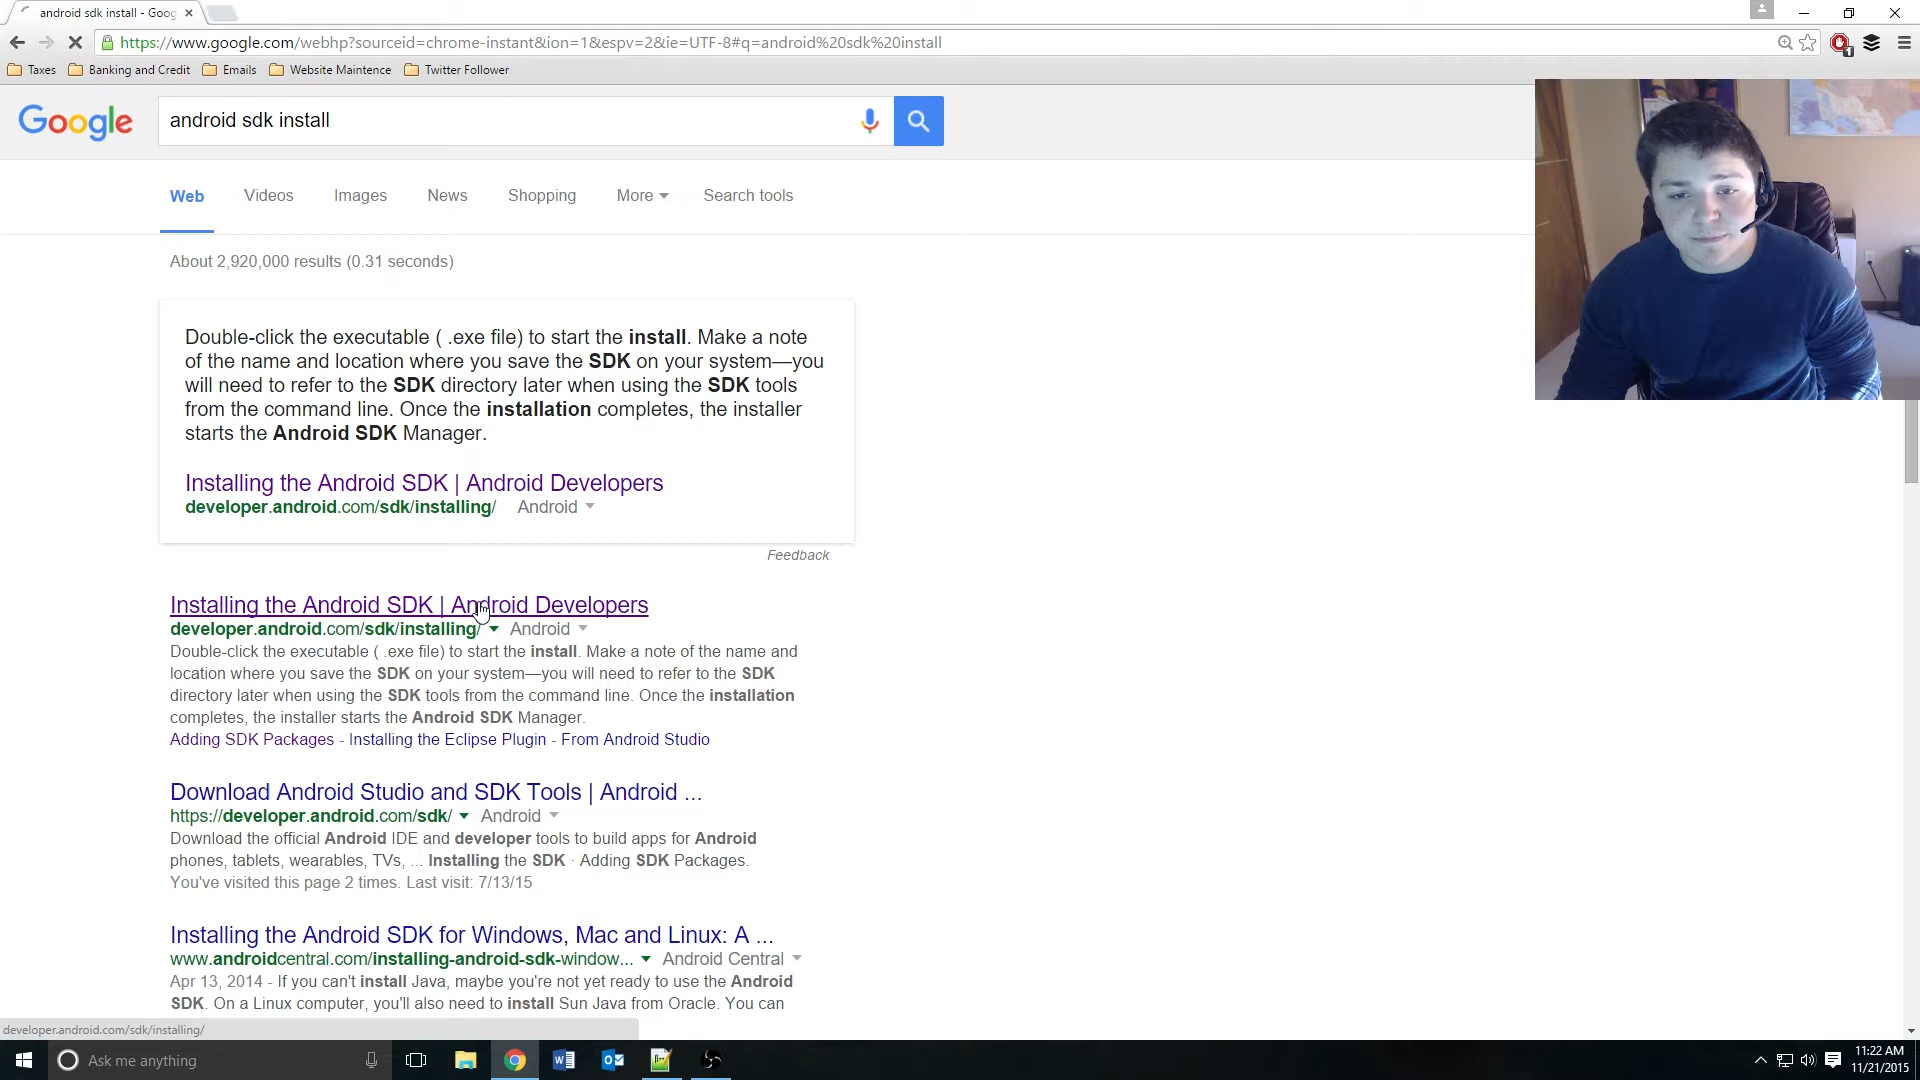 android sdk install - Goog
https://www.google.com/webhp?sourceid=chrome-instant&ion=1&espv=2&ie=UTF-8#q=android%20sdk%20install
1
Taxes Banking and Credit Emails Website Maintence Twitter Follower
Google android sdk install
Web Videos Images News Shopping More Search tools
About 2,920,000 results (0.31 seconds)
Double-click the executable ( .exe file) to start the install. Make a note
of the name and location where you save the SDK on your system—you
will need to refer to the SDK directory later when using the SDK tools
from the command line. Once the installation completes, the installer
starts the Android SDK Manager.
Installing the Android SDK | Android Developers
developer.android.com/sdk/installing/ Android
Feedback
Installing the Android SDK | Android Developers
developer.android.com/sdk/installing/ Android
Double-click the executable ( .exe file) to start the install. Make a note of the name and
location where you save the SDK on your system—you will need to refer to the SDK
directory later when using the SDK tools from the command line. Once the installation
completes, the installer starts the Android SDK Manager.
Adding SDK Packages - Installing the Eclipse Plugin - From Android Studio
Download Android Studio and SDK Tools | Android ...
https://developer.android.com/sdk/ Android
Download the official Android IDE and developer tools to build apps for Android
phones, tablets, wearables, TVs, ... Installing the SDK · Adding SDK Packages.
You've visited this page 2 times. Last visit: 7/13/15
Installing the Android SDK for Windows, Mac and Linux: A ...
www.androidcentral.com/installing-android-sdk-window... Android Central
Apr 13, 2014 - If you can't install Java, maybe you're not yet ready to use the Android
SDK. On a Linux computer, you'll also need to install Sun Java from Oracle. You can
developer.android.com/sdk/installing/
Ask me anything
11:22 AM
11/21/2015